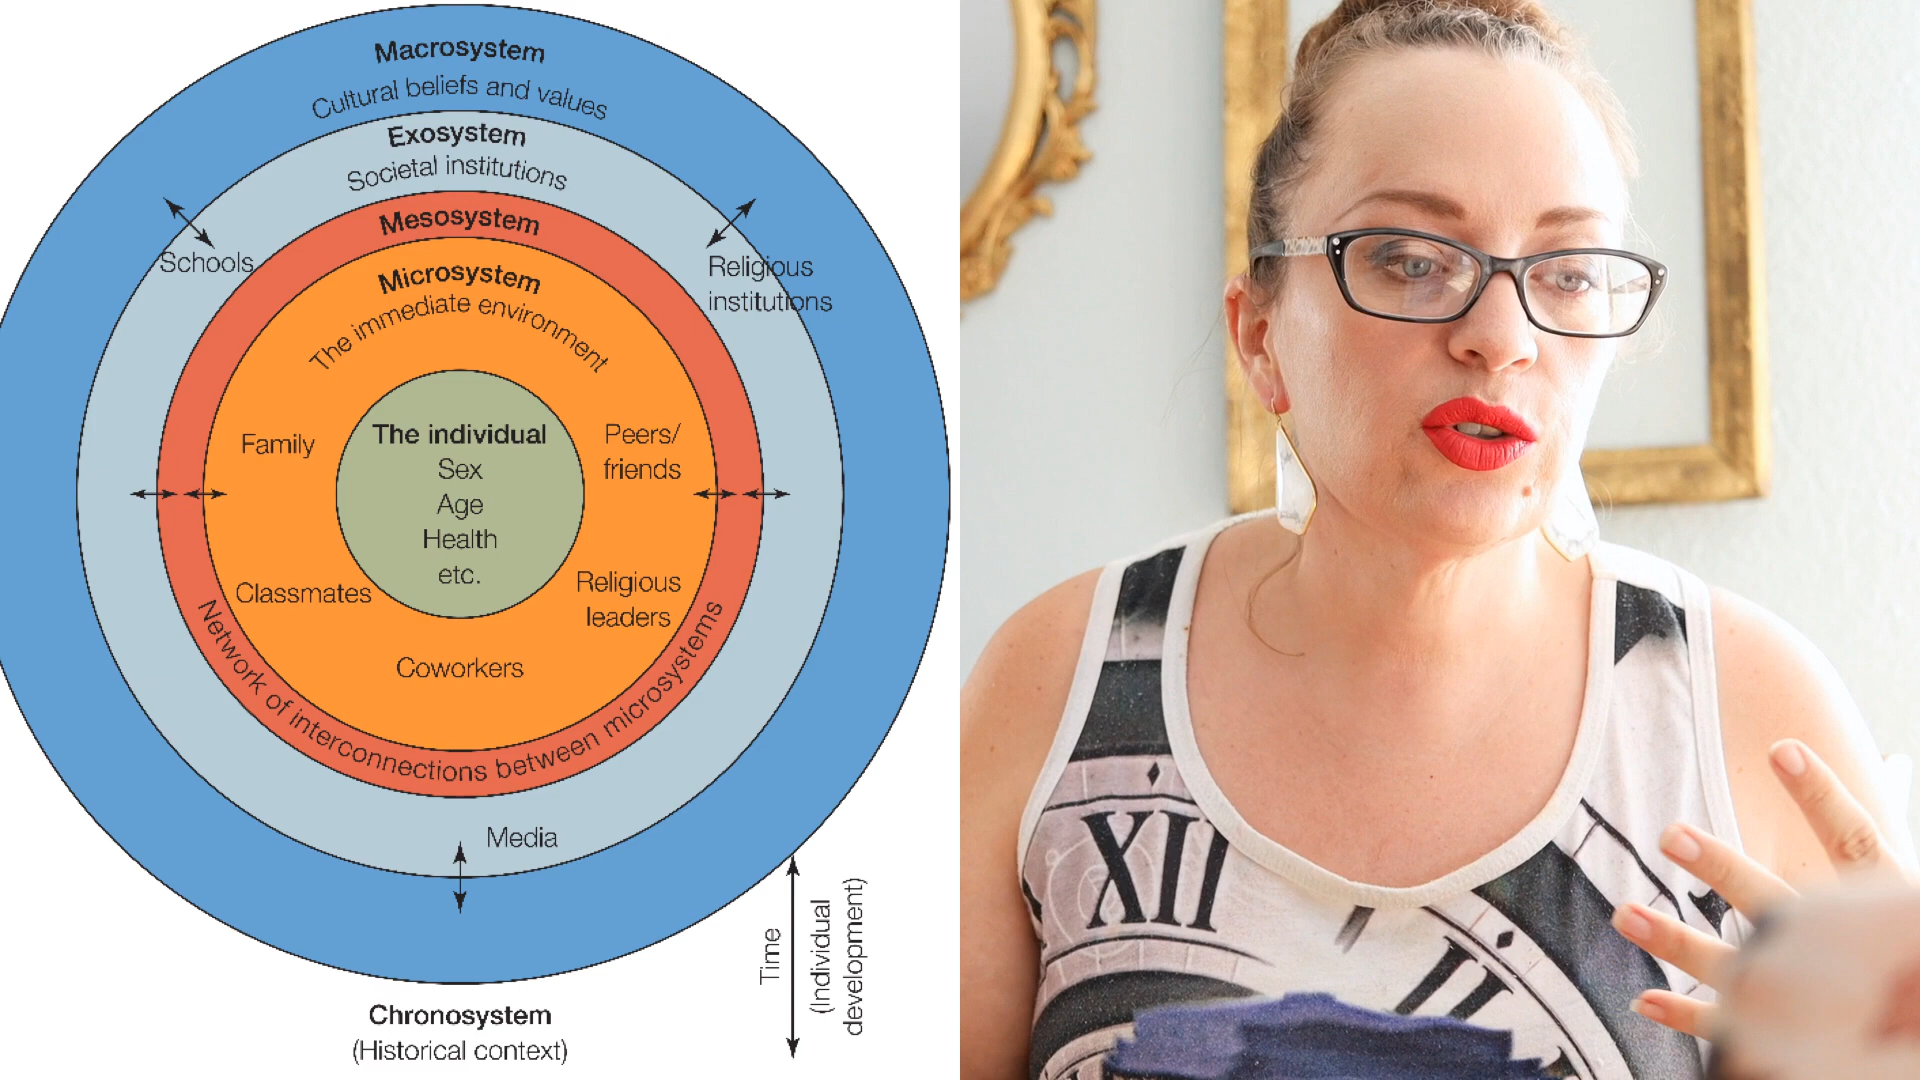 Macrosystem
Cultural beliefs and values
Exosystem
Societal institutions
Mesosystem
Microsystem
The immediate environment
Schools
Religious
institutions
Family
Peers/
friends
The individual
Sex
Age
Health
etc.
Classmates
Religious
leaders
Coworkers
Network of interconnections between microsystems
Media
Time
(Individual
development)
Chronosystem
(Historical context)
XII
II